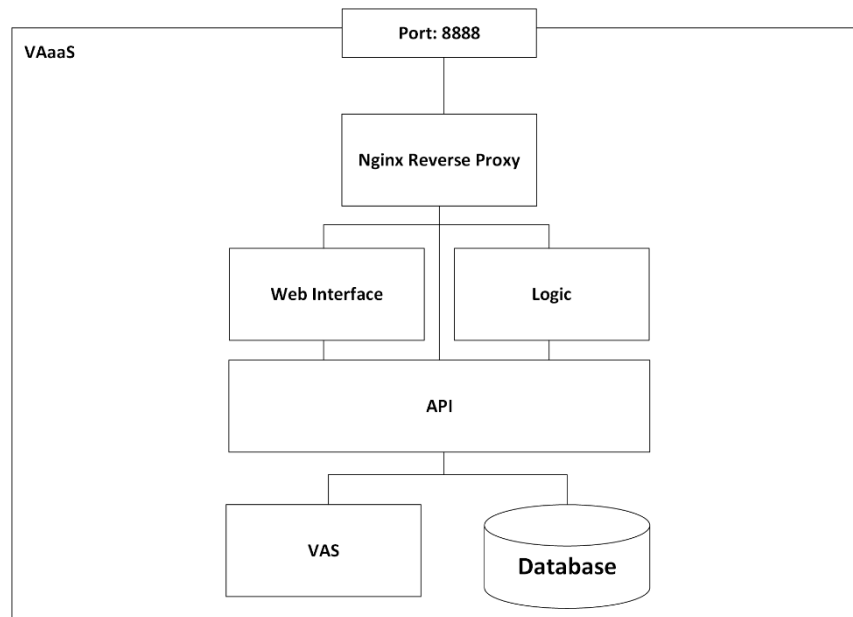 Port: 8888
VAaaS
Nginx Reverse Proxy
Web Interface
Logic
API
VAS
Database